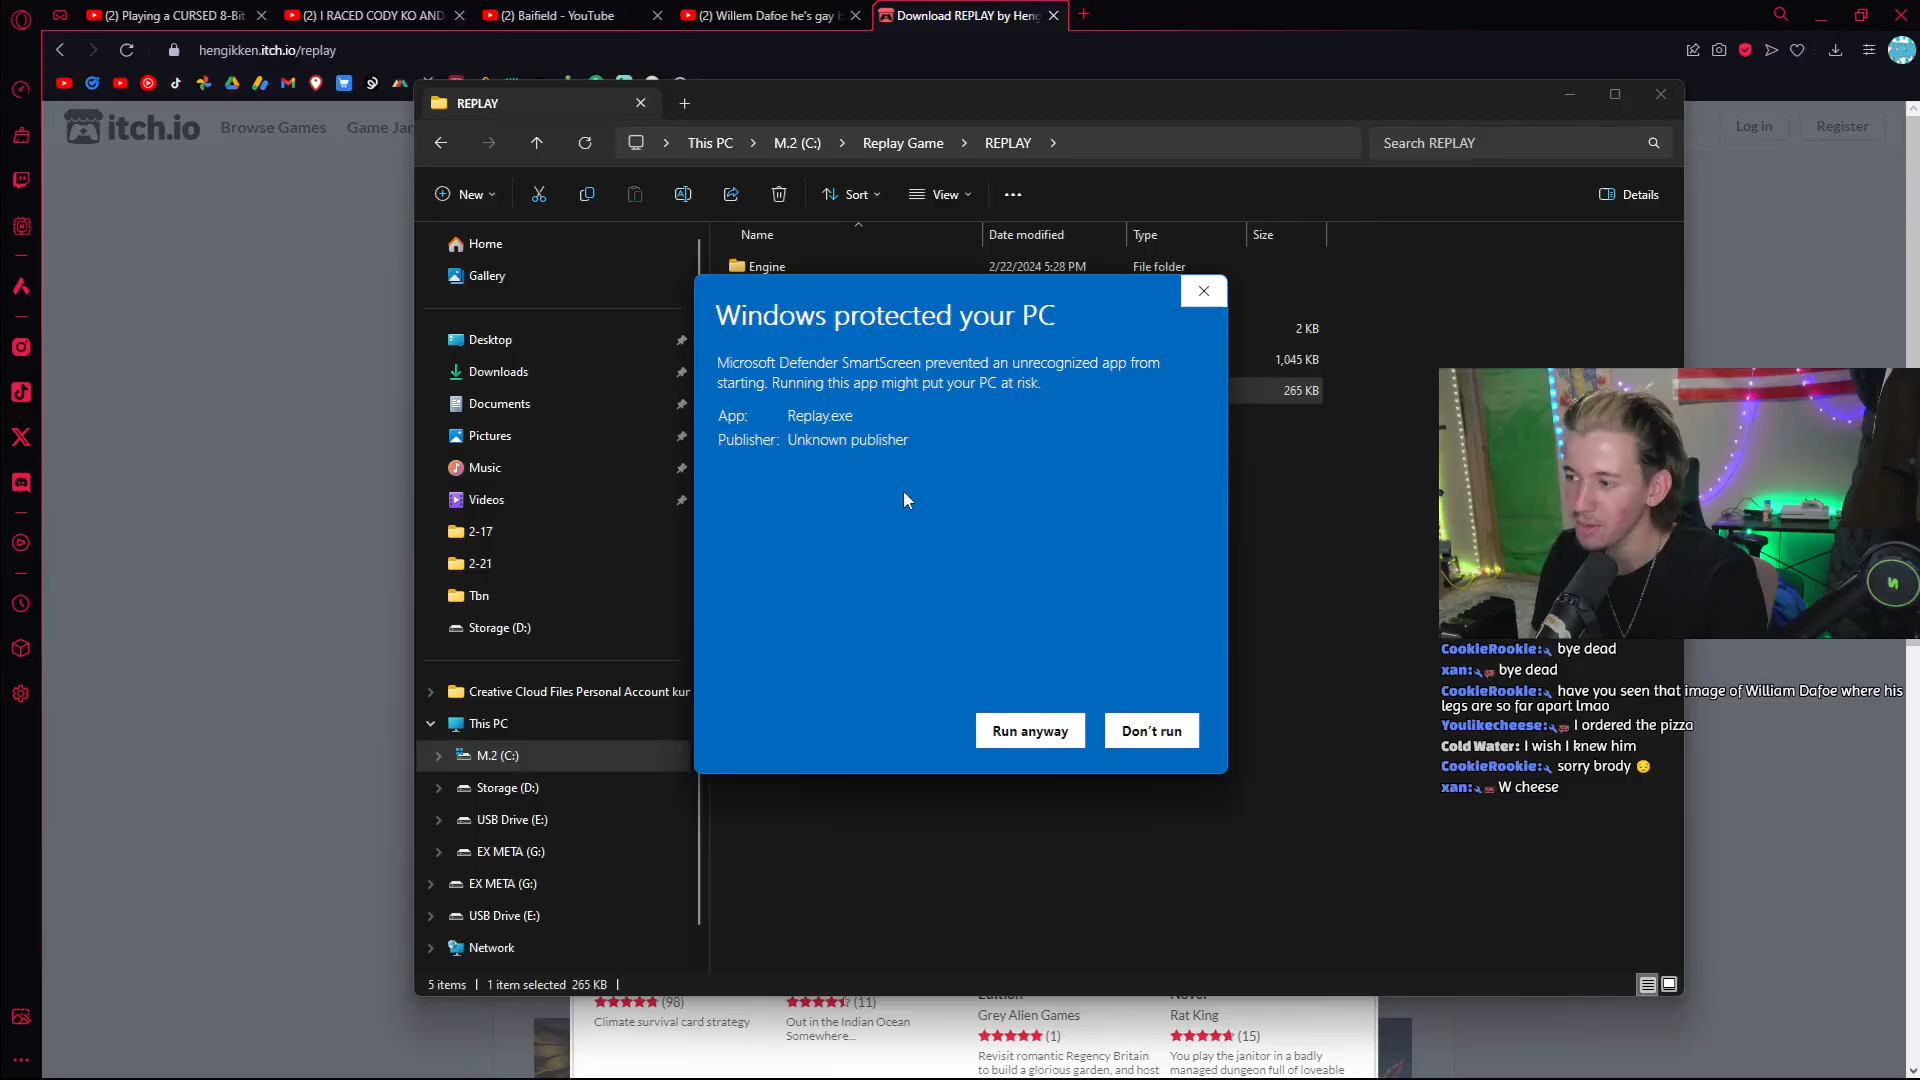 (2) Playing a CURSED 8-Bit
(2) I RACED CODY KO AND
(2) Baifield - YouTube
(2) Willem Dafoe he's gay b
Download REPLAY by Heng
hengikken.itch.io/replay
itch.io
Browse Games
Game Jam
Log in
Register
REPLAY
This PC
M.2 (C:)
Replay Game
REPLAY
Search REPLAY
New
Sort
View
Details
Name
Date modified
Type
Size
Home
Gallery
Desktop
Downloads
Documents
Pictures
Music
Videos
2-17
2-21
Tbn
Storage (D:)
Creative Cloud Files Personal Account kur
This PC
M.2 (C:)
Storage (D:)
USB Drive (E:)
EX META (G:)
EX META (G:)
USB Drive (E:)
Network
Engine
2/22/2024 5:28 PM
File folder
2 KB
1,045 KB
265 KB
Windows protected your PC
Microsoft Defender SmartScreen prevented an unrecognized app from
starting. Running this app might put your PC at risk.
App: Replay.exe
Publisher: Unknown publisher
Run anyway
Don't run
5 items
1 item selected 265 KB
CookieRookie: bye dead
xan: bye dead
CookieRookie: have you seen that image of William Dafoe where his
legs are so far apart lmao
Youlikecheese: I ordered the pizza
Cold Water: I wish I knew him
CookieRookie: sorry brody 😔
xan: W cheese
(98)
Climate survival card strategy
(11)
Out in the Indian Ocean
Somewhere...
Edition
Grey Alien Games
(1)
Revisit romantic Regency Britain
to build a glorious garden, and host
Novel
Rat King
(15)
You play the janitor in a badly
managed dungeon full of loveable